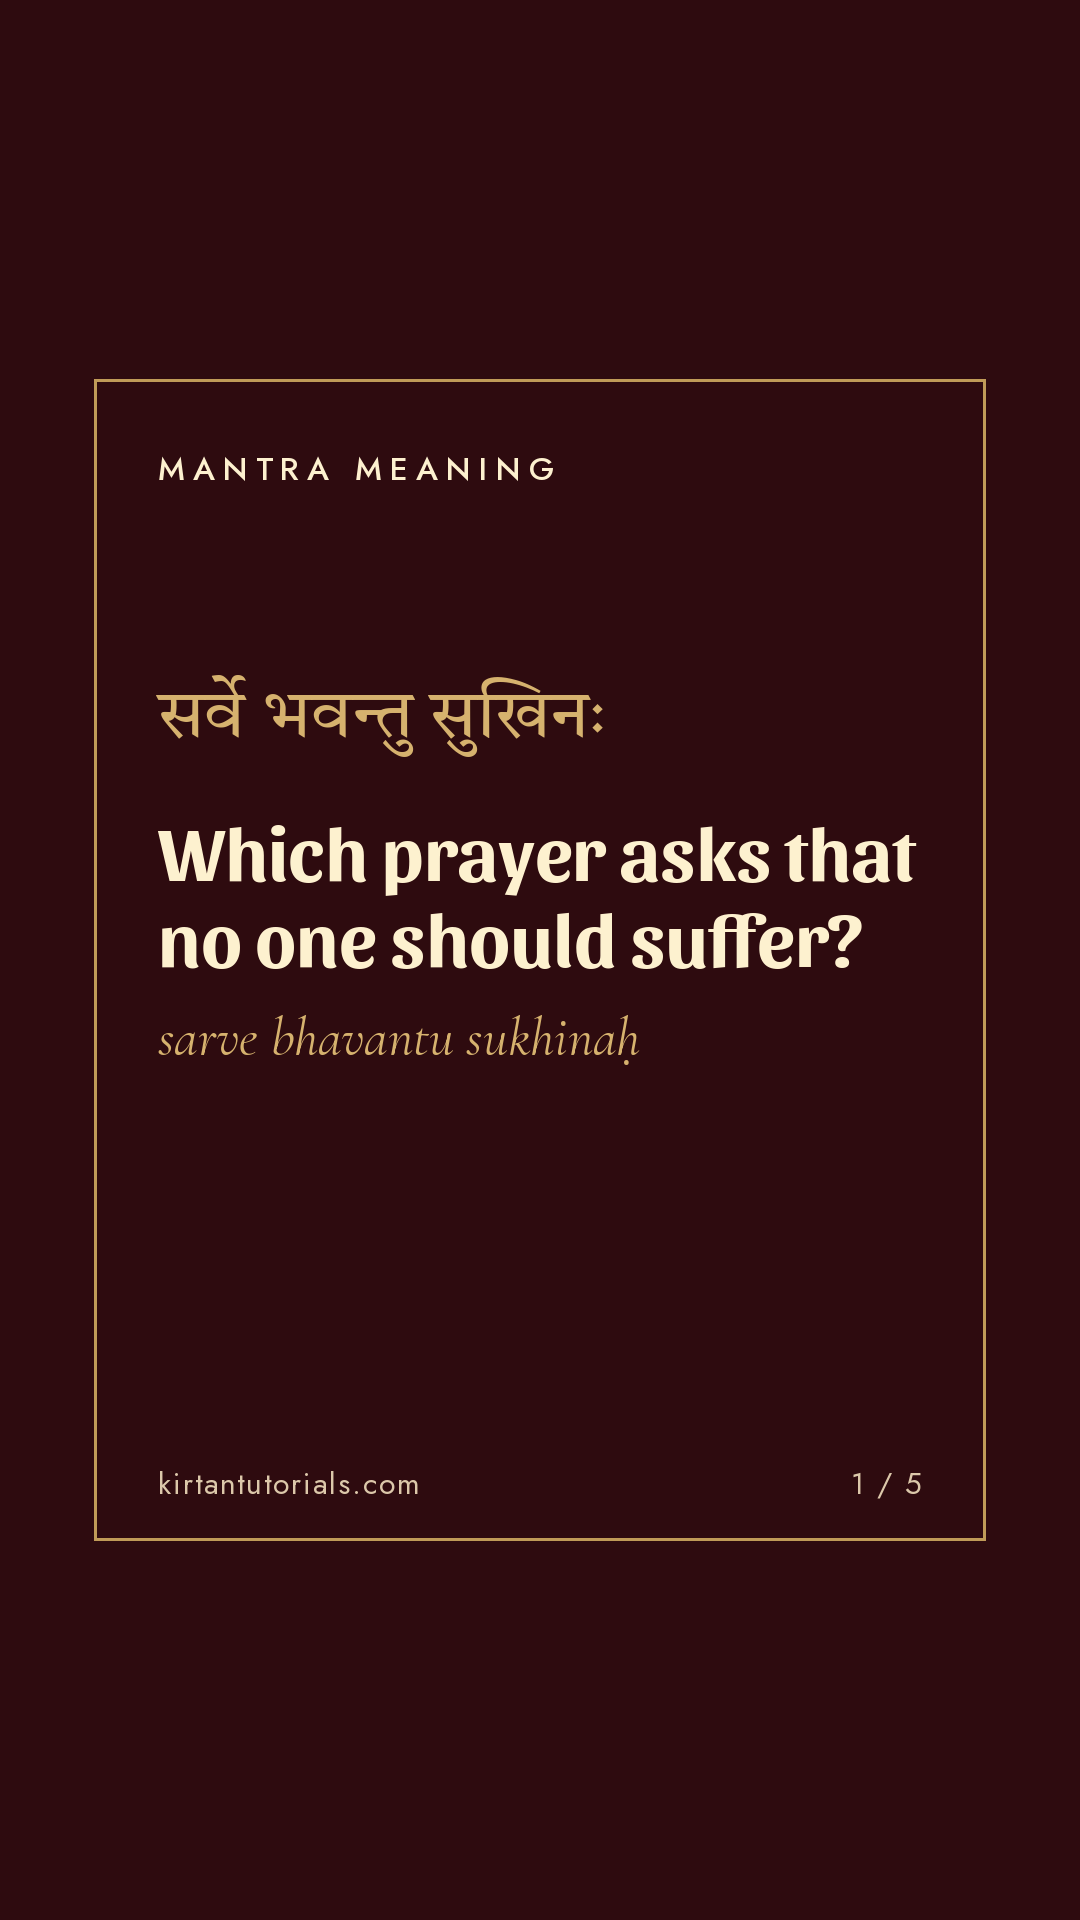 MANTRA MEANING
सर्वे भवन्तु सुखिनः
Which prayer asks that
no one should suffer?
sarve bhavantu sukhinaḥ
kirtantutorials.com
1 / 5